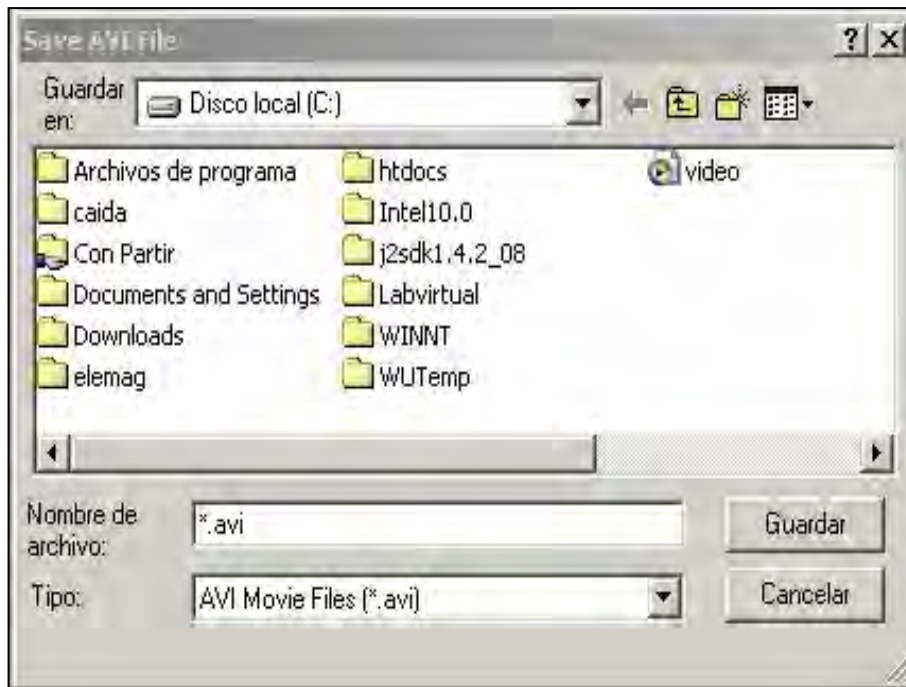 Save AVI File
Guardar en:
Disco local (C:)
Archivos de programa
caida
Con Partir
Documents and Settings
Downloads
elemag
htdocs
Intel10.0
j2sdk1.4.2_08
Labvirtual
WINNT
WUTemp
video
Nombre de archivo:
*.avi
Guardar
Tipo:
AVI Movie Files (*.avi)
Cancelar